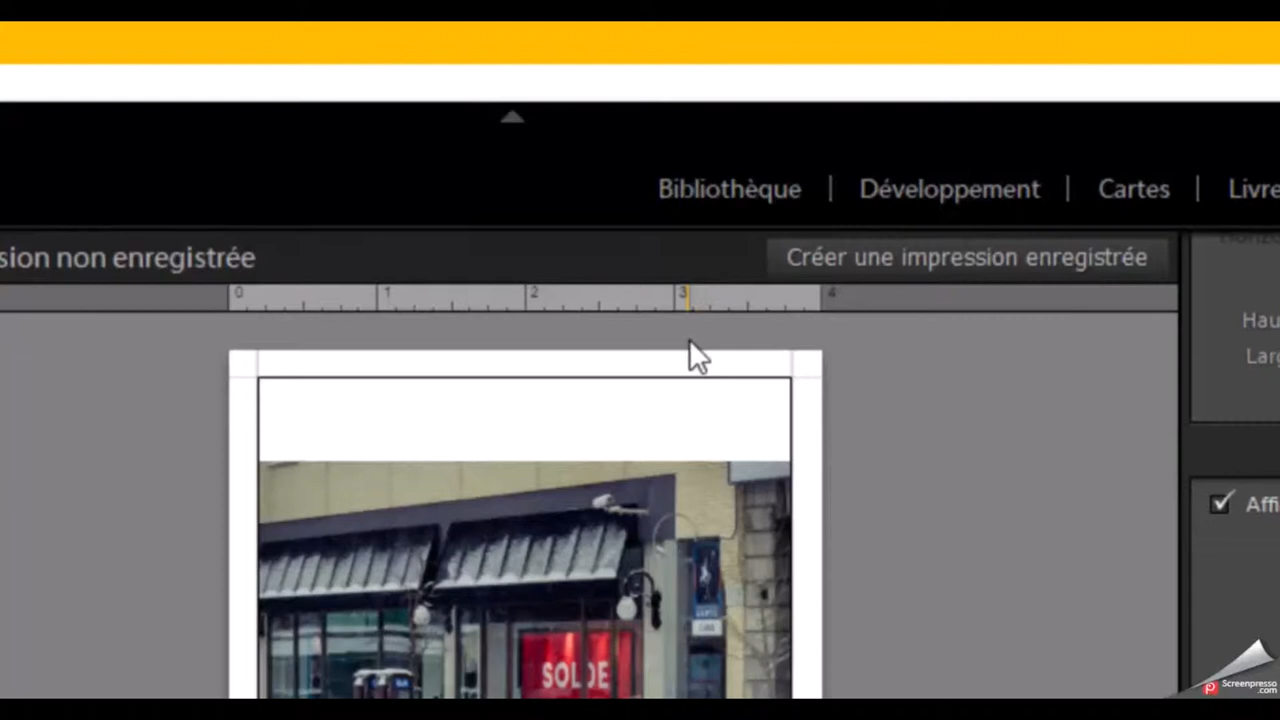 Bibliothèque | Développement | Cartes | Livre
sion non enregistrée
Créer une impression enregistrée
0 1 2 3 4
Hau
Larg
Affi
SOLDE
Screenpresso
.com